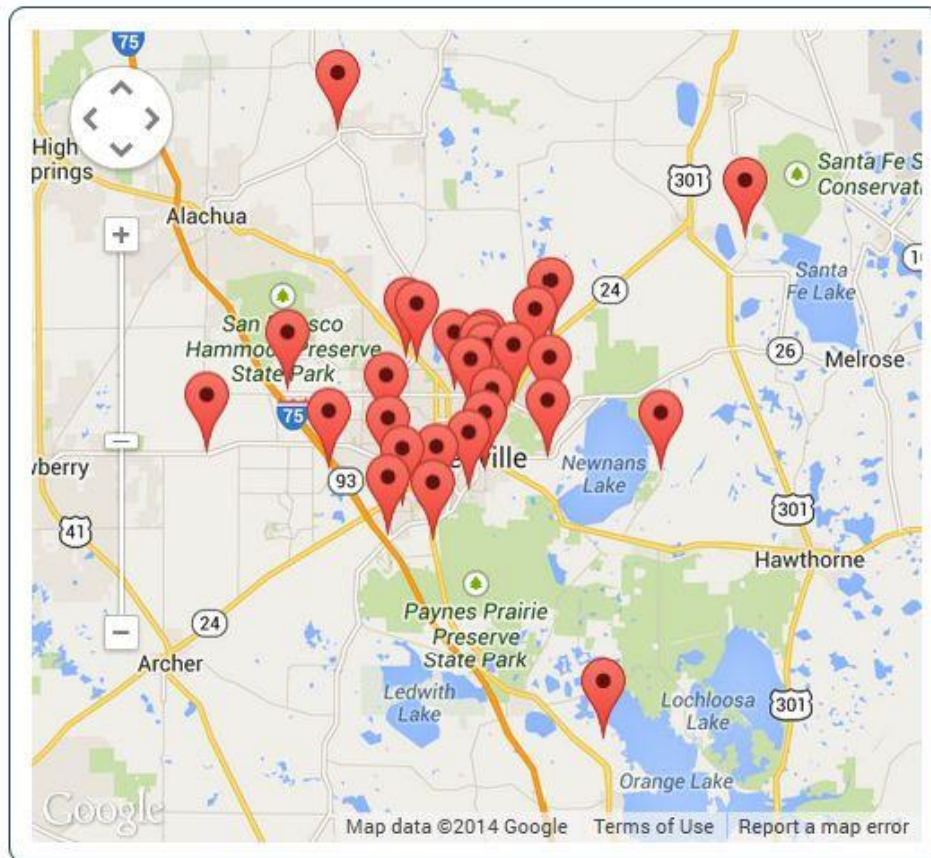 75
High
prings
Alachua
301
Santa Fe S
Conservat
Santa
Fe Lake
24
26
Melrose
San
sco
Hammo
Preserve
State Park
75
93
ville
wberry
Newnans
Lake
41
301
Hawthorne
24
Archer
Paynes Prairie
Preserve
State Park
Ledwith
Lake
Lochloosa
Lake
301
Orange Lake
Google
Map data ©2014 Google Terms of Use Report a map error